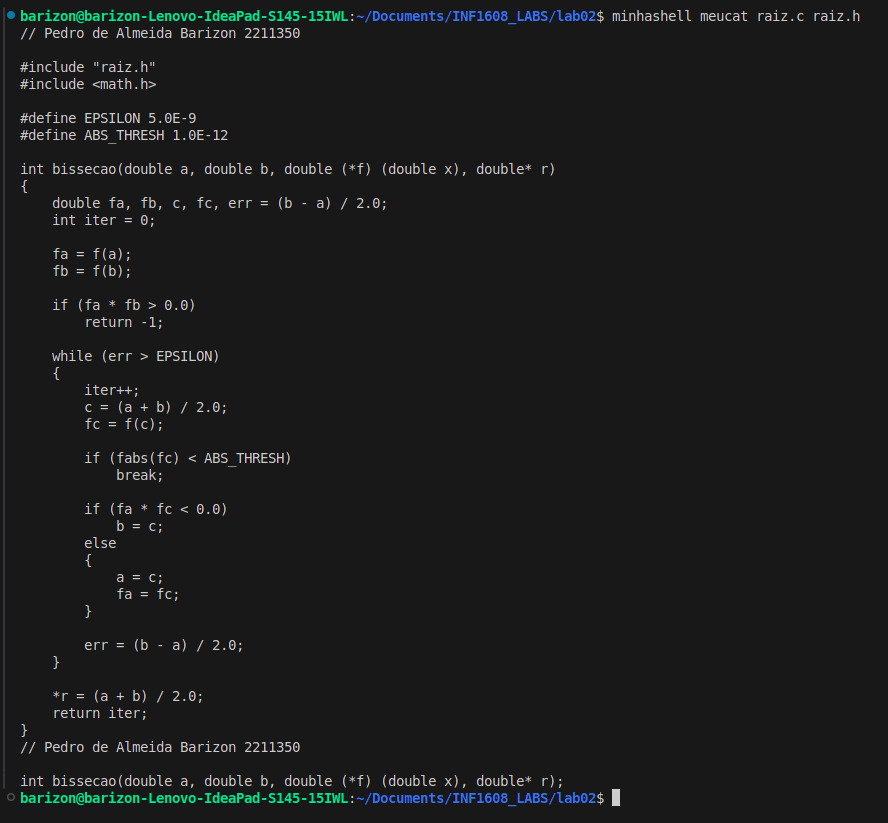 barizon@barizon-Lenovo-IdeaPad-S145-15IWL:~/Documents/INF1608_LABS/lab02$ minhashell meucat raiz.c raiz.h
// Pedro de Almeida Barizon 2211350

#include "raiz.h"
#include <math.h>

#define EPSILON 5.0E-9
#define ABS_THRESH 1.0E-12

int bissecao(double a, double b, double (*f) (double x), double* r)
{
    double fa, fb, c, fc, err = (b - a) / 2.0;
    int iter = 0;

    fa = f(a);
    fb = f(b);

    if (fa * fb > 0.0)
        return -1;

    while (err > EPSILON)
    {
        iter++;
        c = (a + b) / 2.0;
        fc = f(c);

        if (fabs(fc) < ABS_THRESH)
            break;

        if (fa * fc < 0.0)
            b = c;
        else
        {
            a = c;
            fa = fc;
        }

        err = (b - a) / 2.0;
    }

    *r = (a + b) / 2.0;
    return iter;
}
// Pedro de Almeida Barizon 2211350

int bissecao(double a, double b, double (*f) (double x), double* r);
barizon@barizon-Lenovo-IdeaPad-S145-15IWL:~/Documents/INF1608_LABS/lab02$